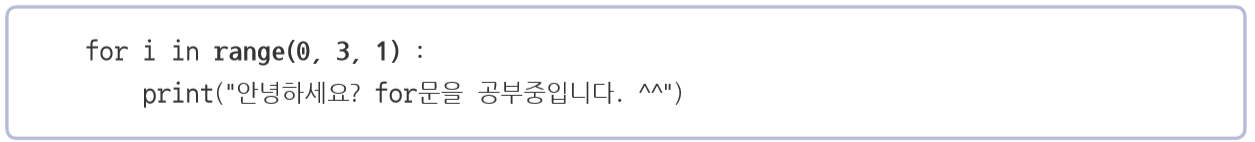 for i in range(0, 3, 1) :
    print("안녕하세요? for문을 공부중입니다. ^^")